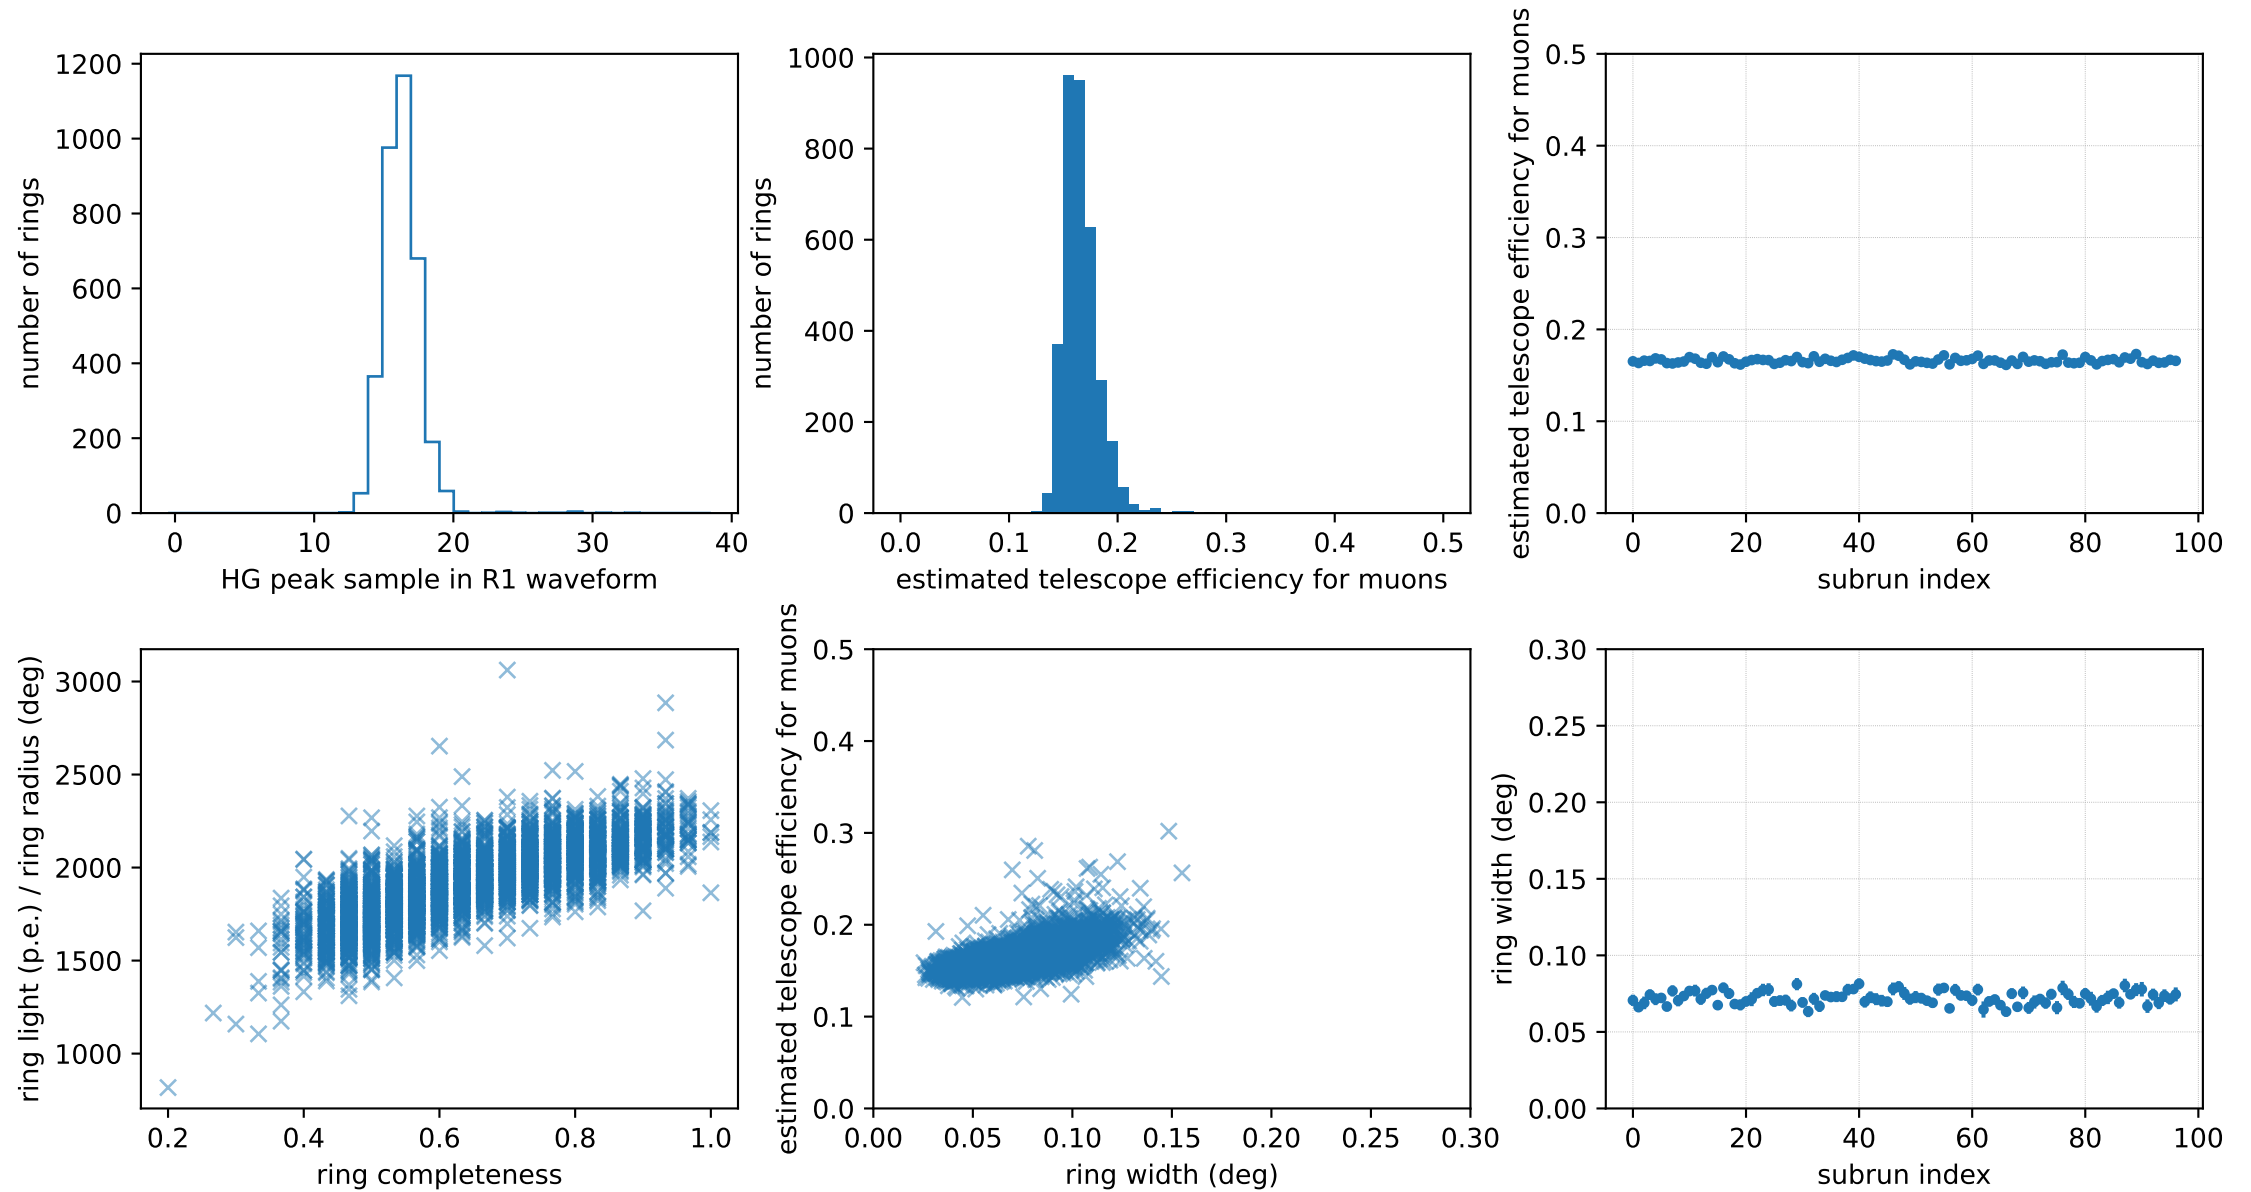 number of rings
1200
1000
800
600
400
200
0
0 10 20 30 40
HG peak sample in R1 waveform
number of rings
1000
800
600
400
200
0
0.0 0.1 0.2 0.3 0.4 0.5
estimated telescope efficiency for muons
estimated telescope efficiency for muons
0.5
0.4
0.3
0.2
0.1
0.0
0 20 40 60 80 100
subrun index
ring light (p.e.) / ring radius (deg)
3000
2500
2000
1500
1000
0.2 0.4 0.6 0.8 1.0
ring completeness
estimated telescope efficiency for muons
0.5
0.4
0.3
0.2
0.1
0.0
0.00 0.05 0.10 0.15 0.20 0.25 0.30
ring width (deg)
ring width (deg)
0.30
0.25
0.20
0.15
0.10
0.05
0.00
0 20 40 60 80 100
subrun index